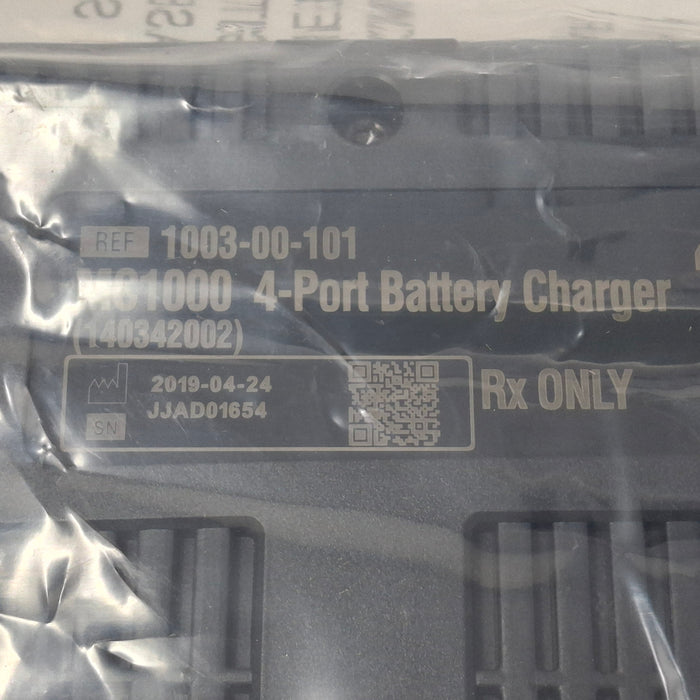 REF 1003-00-101
MC1000 4-Port Battery Charger
(140342002)
2019-04-24
SN JJAD01654
Rx ONLY